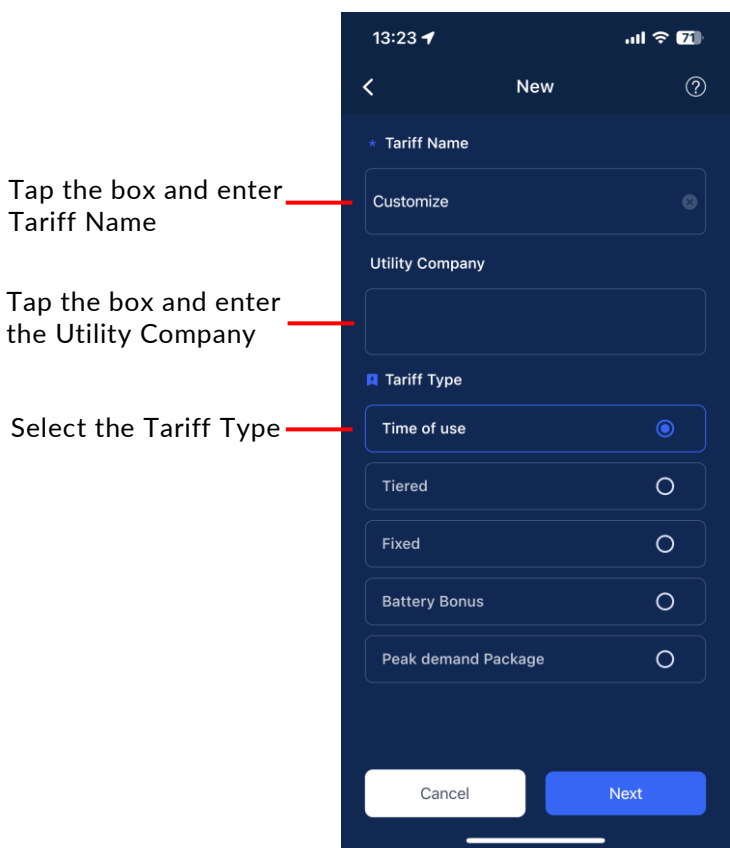 13:23
71
New
?
* Tariff Name
Tap the box and enter
Tariff Name
Customize
Utility Company
Tap the box and enter
the Utility Company
Tariff Type
Select the Tariff Type
Time of use
Tiered
Fixed
Battery Bonus
Peak demand Package
Cancel
Next